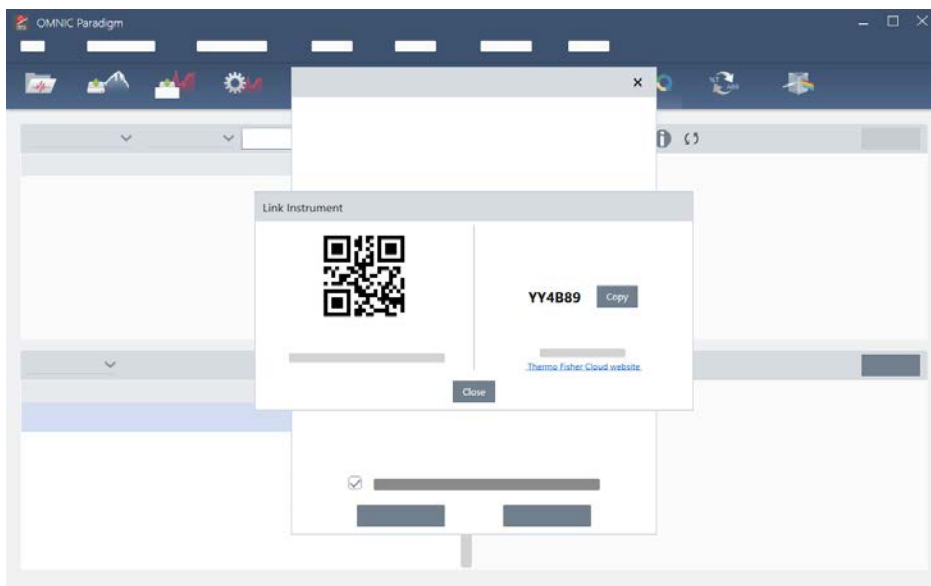 OMNIC Paradigm
Link Instrument
YY4B89
Copy
Thermo Fisher Cloud website
Close